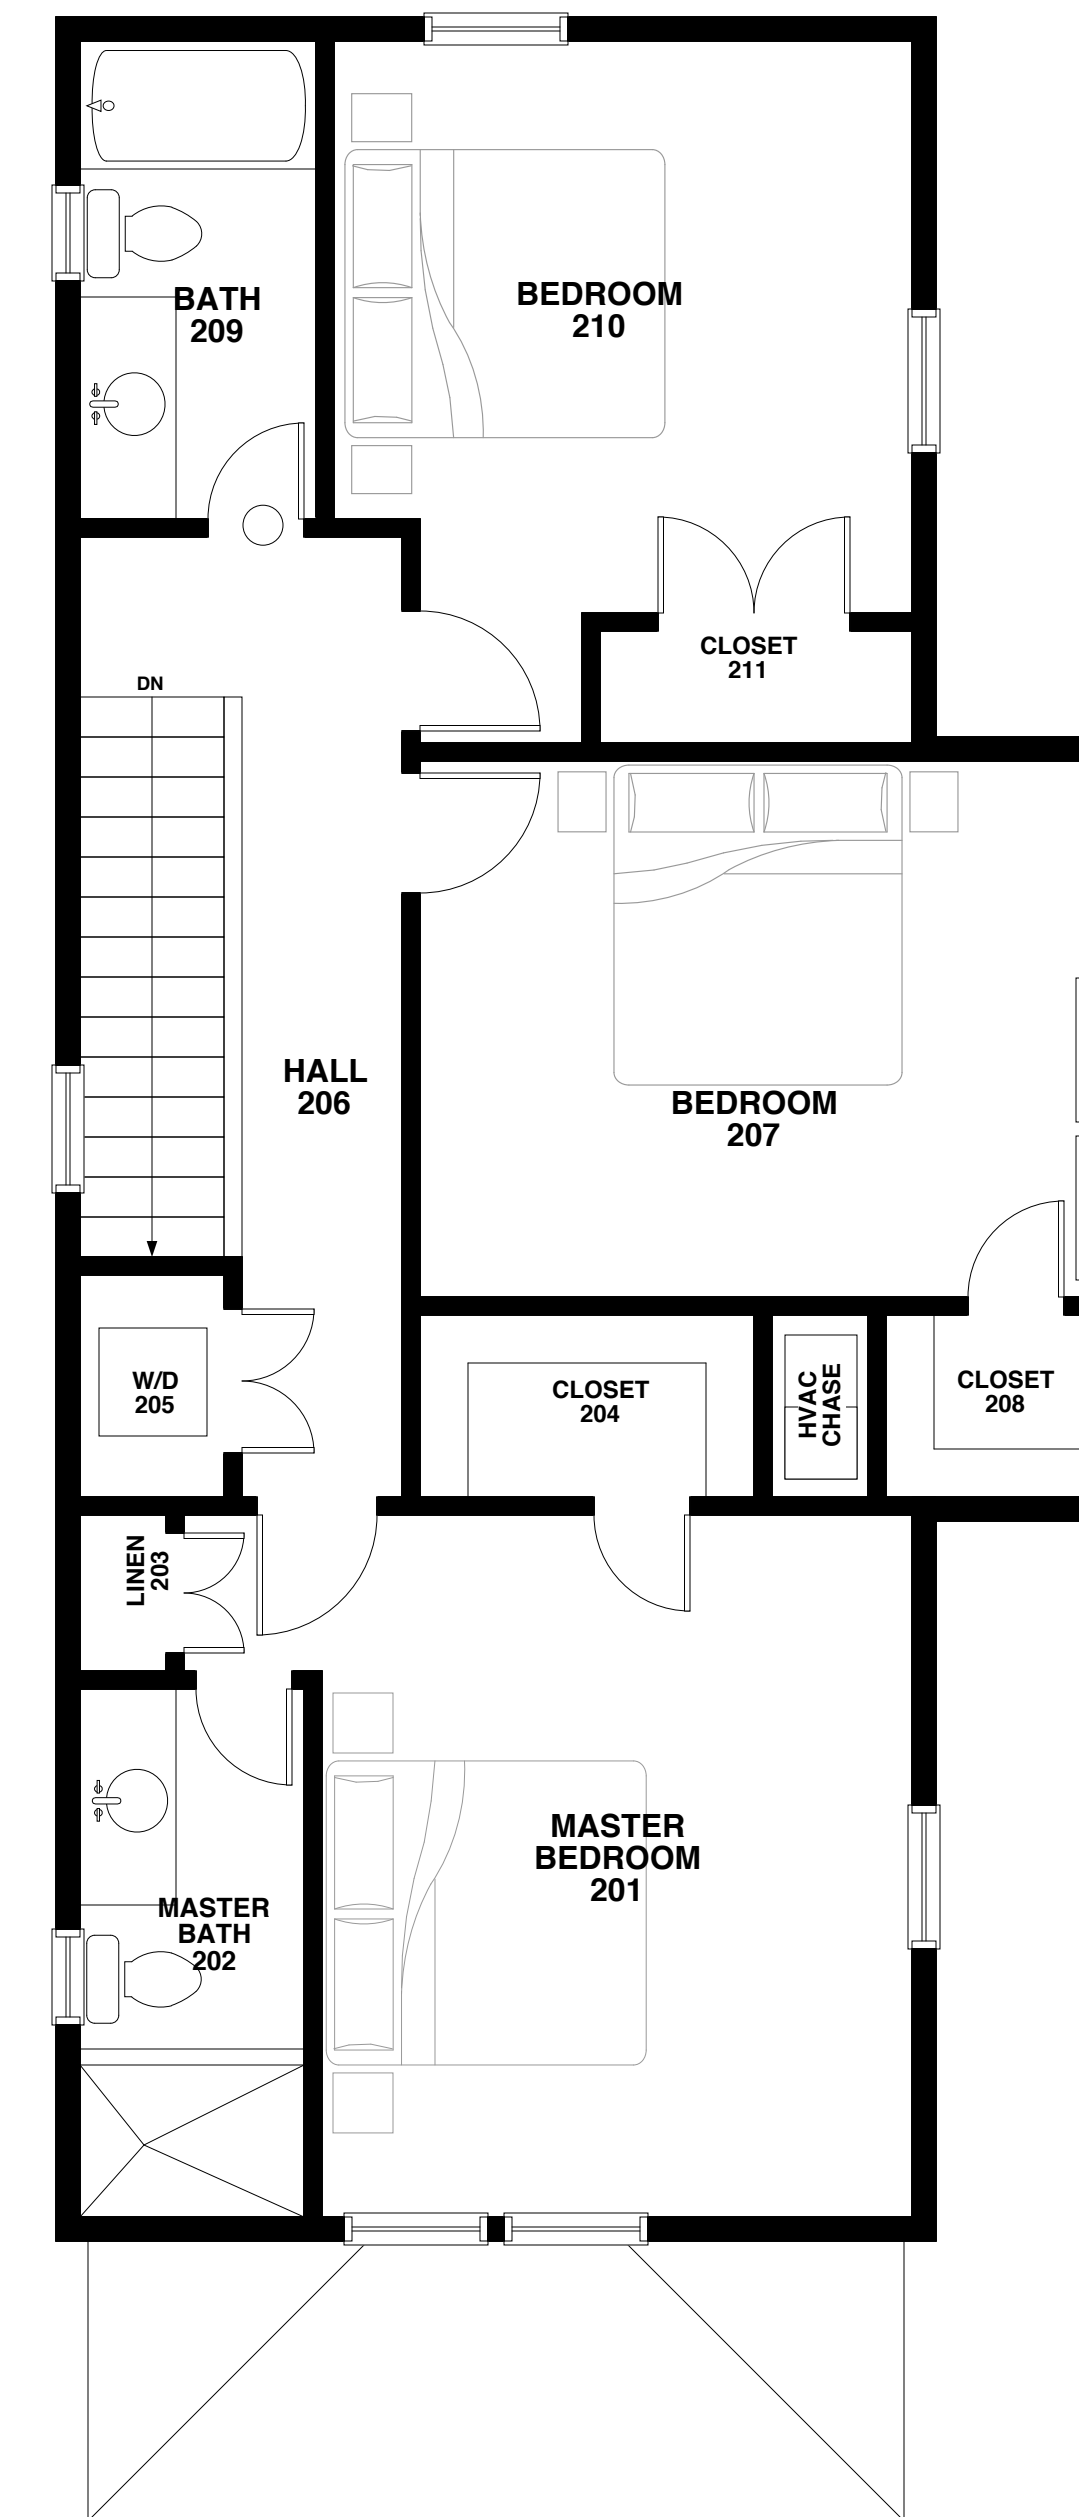 BATH
209
BEDROOM
210
CLOSET
211
DN
HALL
206
BEDROOM
207
W/D
205
CLOSET
204
HVAC
CHASE
CLOSET
208
LINEN
203
MASTER
BEDROOM
201
MASTER
BATH
202